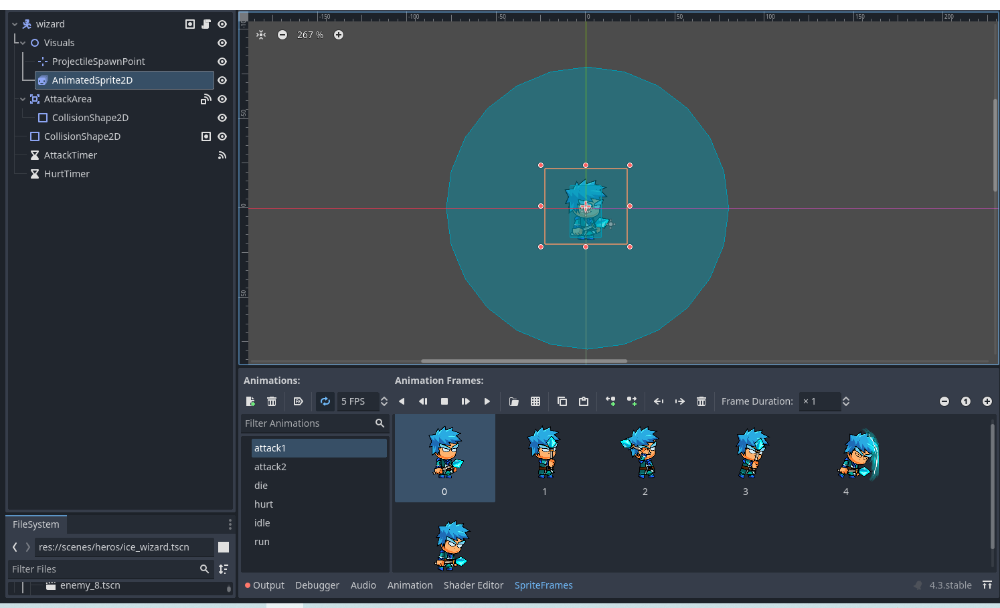 wizard
Visuals
ProjectileSpawnPoint
AnimatedSprite2D
AttackArea
CollisionShape2D
CollisionShape2D
AttackTimer
HurtTimer
-150 -100 -50 0 50 100 150 200
-50
0
50
267 %
FileSystem
res://scenes/heros/ice_wizard.tscn
Filter Files
enemy_8.tscn
Animations:
5 FPS
Filter Animations
attack1
attack2
die
hurt
idle
run
Animation Frames:
Frame Duration: × 1
0 1 2 3 4
Output Debugger Audio Animation Shader Editor SpriteFrames 4.3.stable